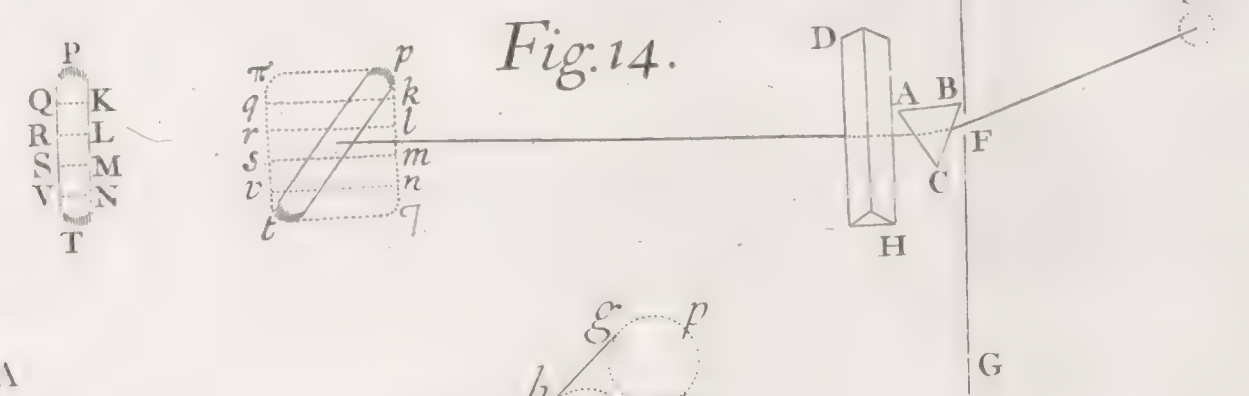 Fig. 14.
P
Q K
R L
S M
V N
T
π p
q k
r l
s m
v n
t
D
A B
F
C
H
G
g p
h